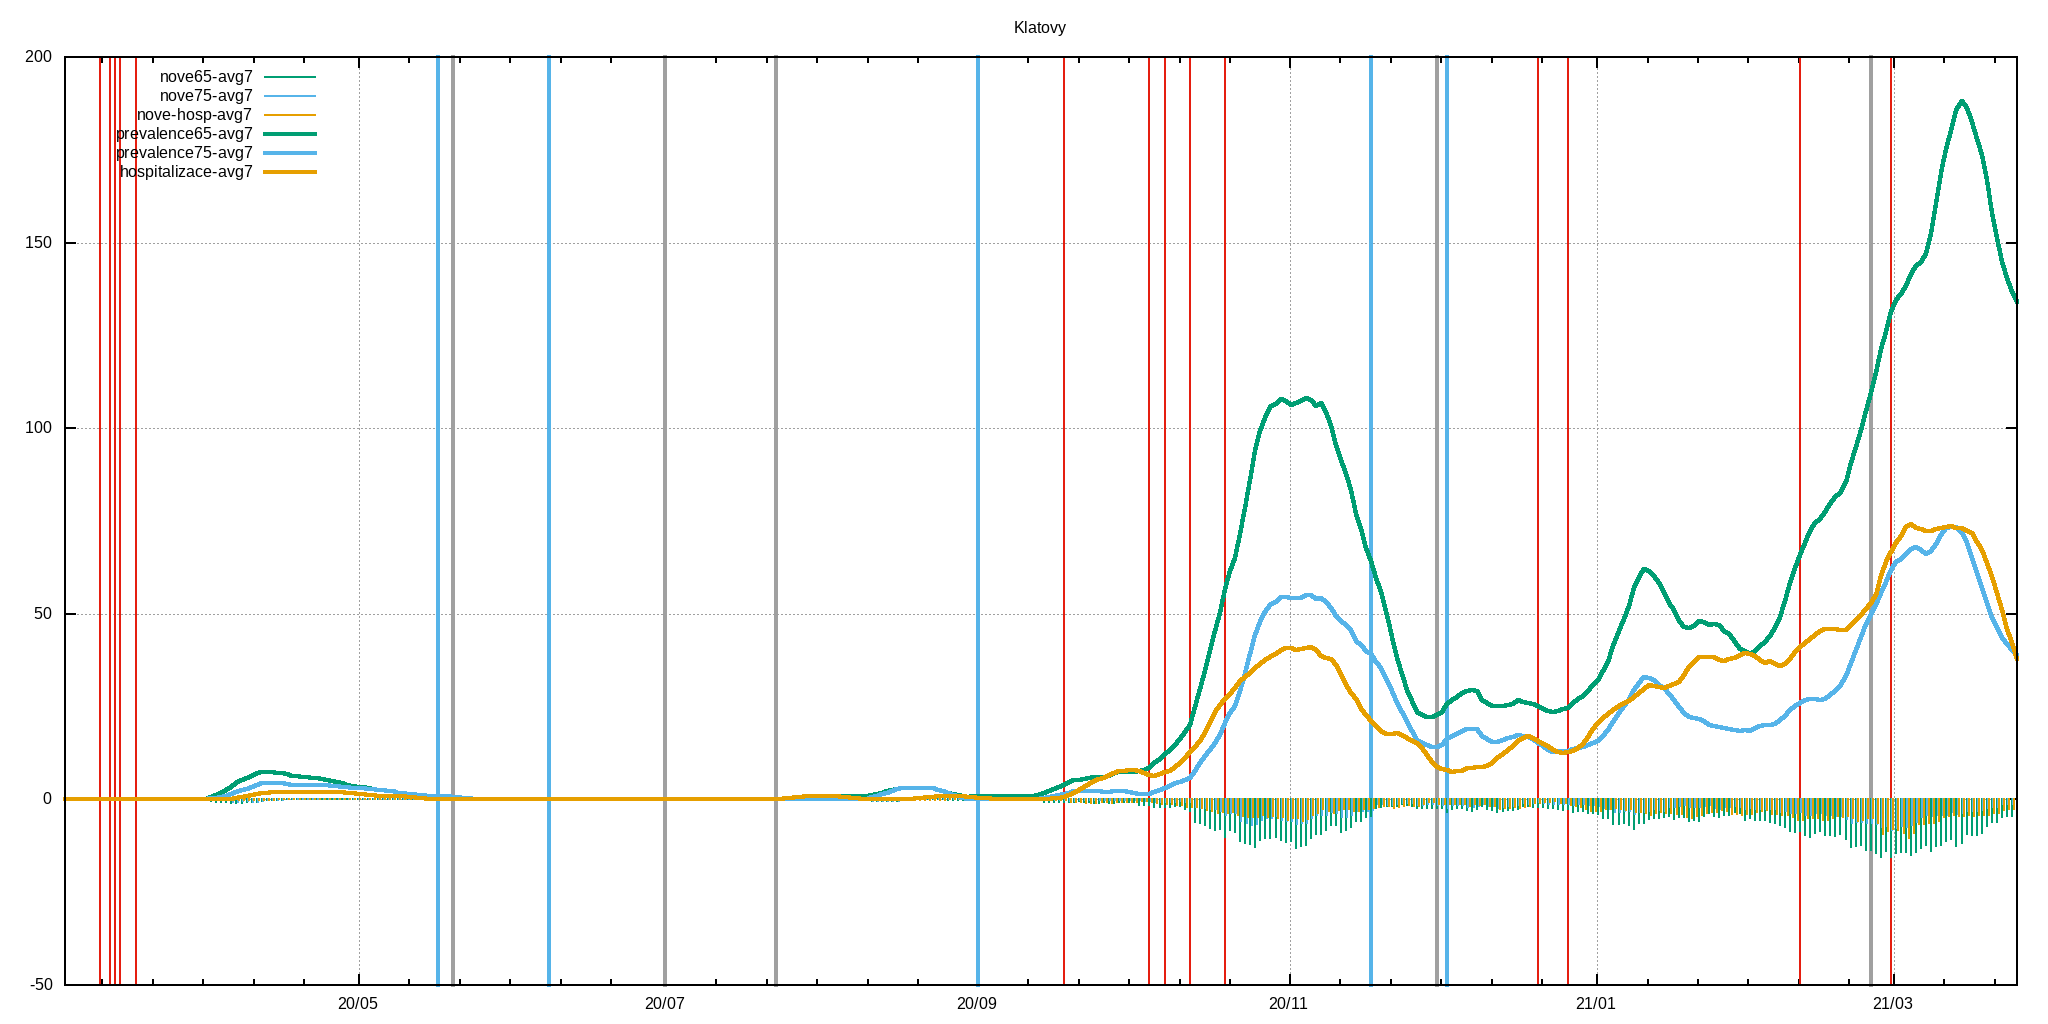 Klatovy
200
nove65-avg7
nove75-avg7
nove-hosp-avg7
prevalence65-avg7
prevalence75-avg7
hospitalizace-avg7
150
100
50
0
-50
20/05 20/07 20/09 20/11 21/01 21/03